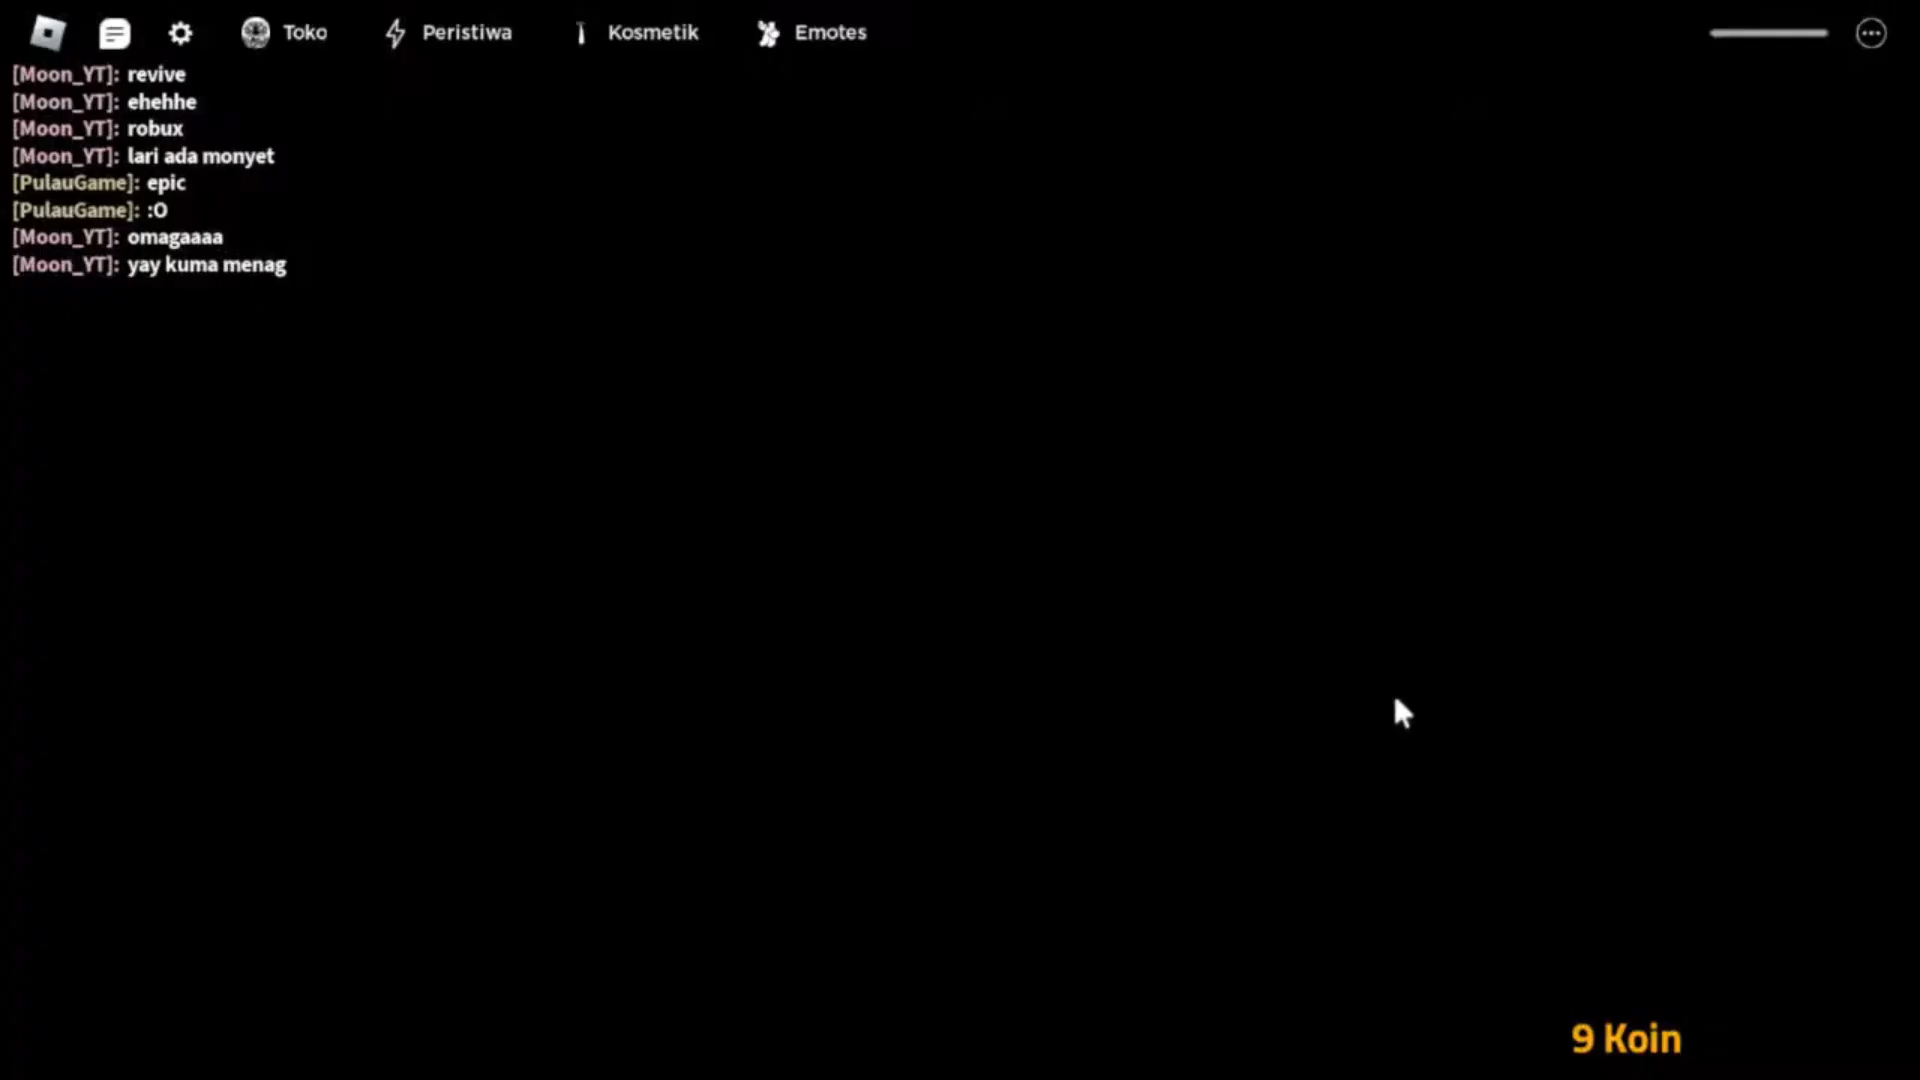 Toko Peristiwa Kosmetik Emotes
[Moon_YT]: revive
[Moon_YT]: ehehhe
[Moon_YT]: robux
[Moon_YT]: lari ada monyet
[PulauGame]: epic
[PulauGame]: :O
[Moon_YT]: omagaaaa
[Moon_YT]: yay kuma menag
9 Koin